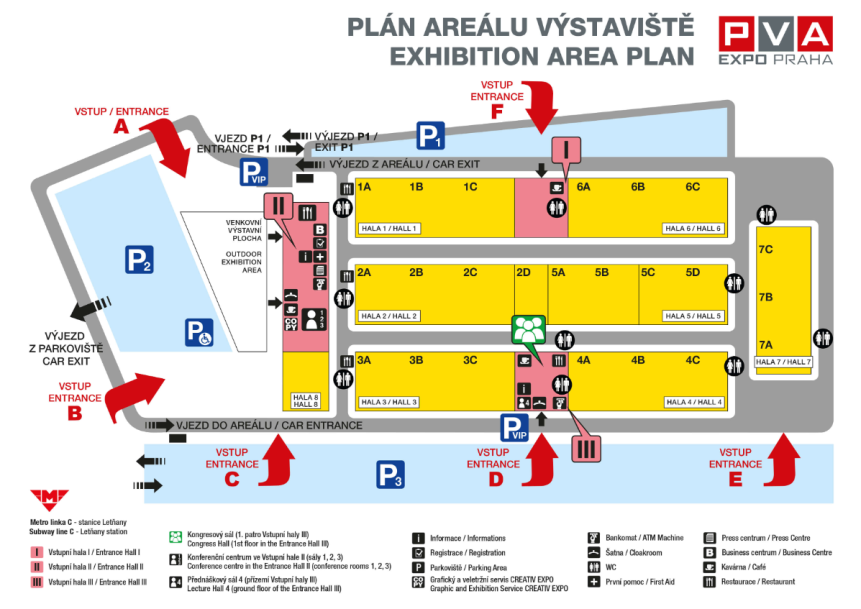 PLÁN AREÁLU VÝSTAVIŠTĚ
EXHIBITION AREA PLAN
PVA
EXPO PRAHA
VSTUP
ENTRANCE
F
VSTUP / ENTRANCE
A
VJEZD P1 /
ENTRANCE P1
VÝJEZD P1 /
EXIT P1
P1
VÝJEZD Z AREÁLU / CAR EXIT
P VIP
I
1A
1B
1C
6A
6B
6C
HALA 1 / HALL 1
HALA 6 / HALL 6
II
VENKOVNÍ
VÝSTAVNÍ
PLOCHA
OUTDOOR
EXHIBITION
AREA
B
i
P2
P
7C
7B
7A
HALA 7 / HALL 7
2A
2B
2C
2D
5A
5B
5C
5D
HALA 2 / HALL 2
HALA 5 / HALL 5
CO
PY
1
2
3
VÝJEZD
Z PARKOVIŠTĚ
CAR EXIT
3A
3B
3C
4A
4B
4C
i
4
HALA 3 / HALL 3
HALA 4 / HALL 4
HALA 8
HALL 8
VSTUP
ENTRANCE
B
VJEZD DO AREÁLU / CAR ENTRANCE
P VIP
III
VSTUP
ENTRANCE
C
VSTUP
ENTRANCE
D
VSTUP
ENTRANCE
E
P3
M
Metro linka C - stanice Letňany
Subway line C - Letňany station
I Vstupní hala I / Entrance Hall I
II Vstupní hala II / Entrance Hall II
III Vstupní hala III / Entrance Hall III
Kongresový sál (1. patro Vstupní haly III)
Congress Hall (1st floor in the Entrance Hall III)
1 2 3 Konferenční centrum ve Vstupní hale II (sály 1, 2, 3)
Conference centre in the Entrance Hall II (conference rooms 1, 2, 3)
4 Přednáškový sál 4 (přízemí Vstupní haly III)
Lecture Hall 4 (ground floor of the Entrance Hall III)
i Informace / Informations
Registrace / Registration
P Parkoviště / Parking Area
CO PY Grafický a veletržní servis CREATIV EXPO
Graphic and Exhibition Service CREATIV EXPO
Bankomat / ATM Machine
Šatna / Cloakroom
WC
První pomoc / First Aid
Press centrum / Press Centre
B Business centrum / Business Centre
Kavárna / Café
Restaurace / Restaurant